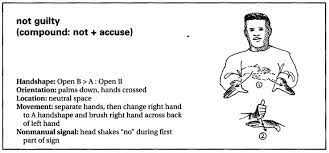 not guilty
(compound: not + accuse)
Handshape: Open B > A : Open B
Orientation: palms down, hands crossed
Location: neutral space
Movement: separate hands, then change right hand
to A handshape and brush right hand across back
of left hand
Nonmanual signal: head shakes "no" during first
part of sign
1
2